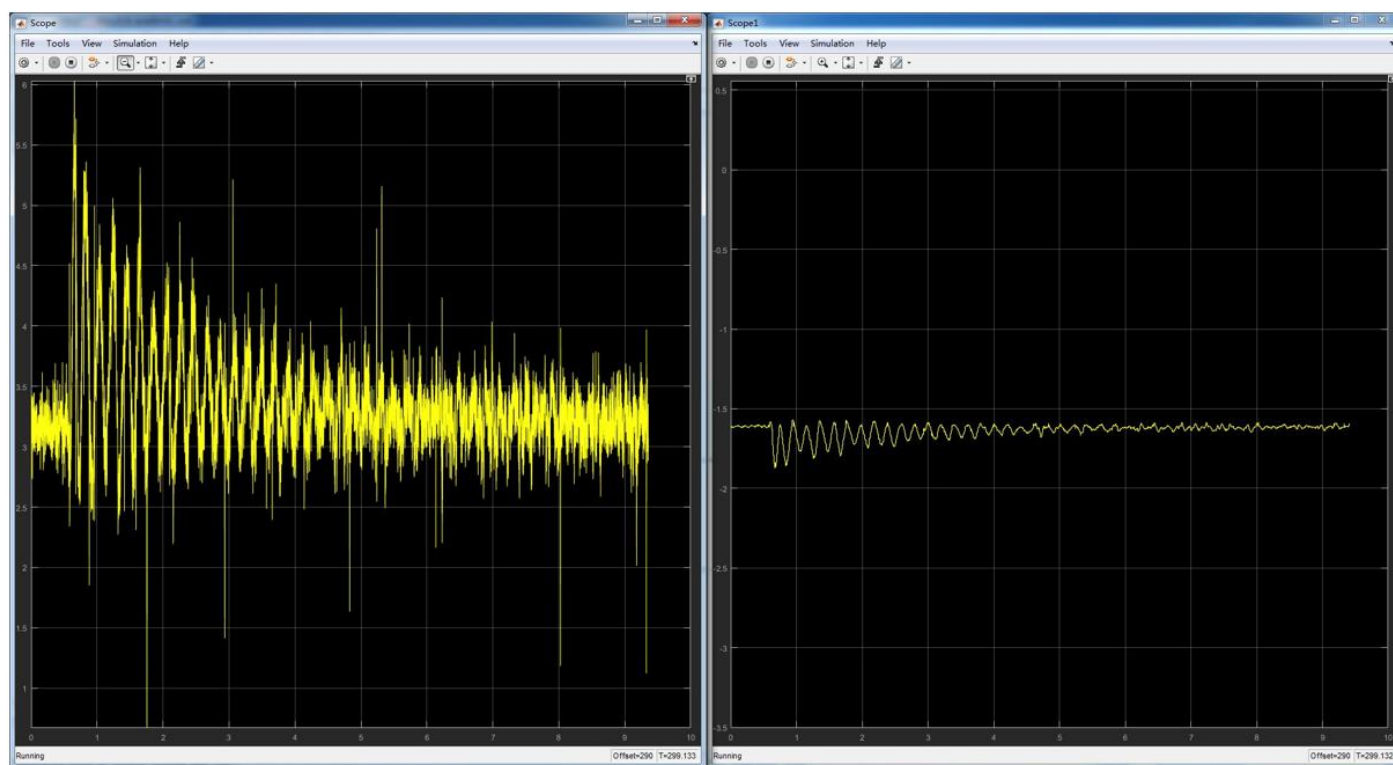 Scope
File Tools View Simulation Help
6
5.5
5
4.5
4
3.5
3
2.5
2
1.5
1
0 1 2 3 4 5 6 7 8 9 10
Running Offset=290 T=299.133
Scope1
File Tools View Simulation Help
0.5
0
-0.5
-1
-1.5
-2
-2.5
-3
-3.5
0 1 2 3 4 5 6 7 8 9 10
Running Offset=290 T=299.132